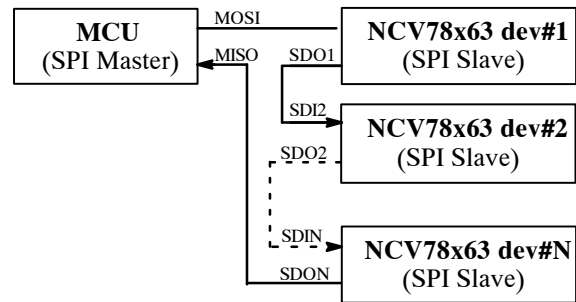 MCU
(SPI Master)
MOSI
MISO
NCV78x63 dev#1
(SPI Slave)
SDO1
SDI2
NCV78x63 dev#2
(SPI Slave)
SDO2
SDIN
NCV78x63 dev#N
(SPI Slave)
SDON